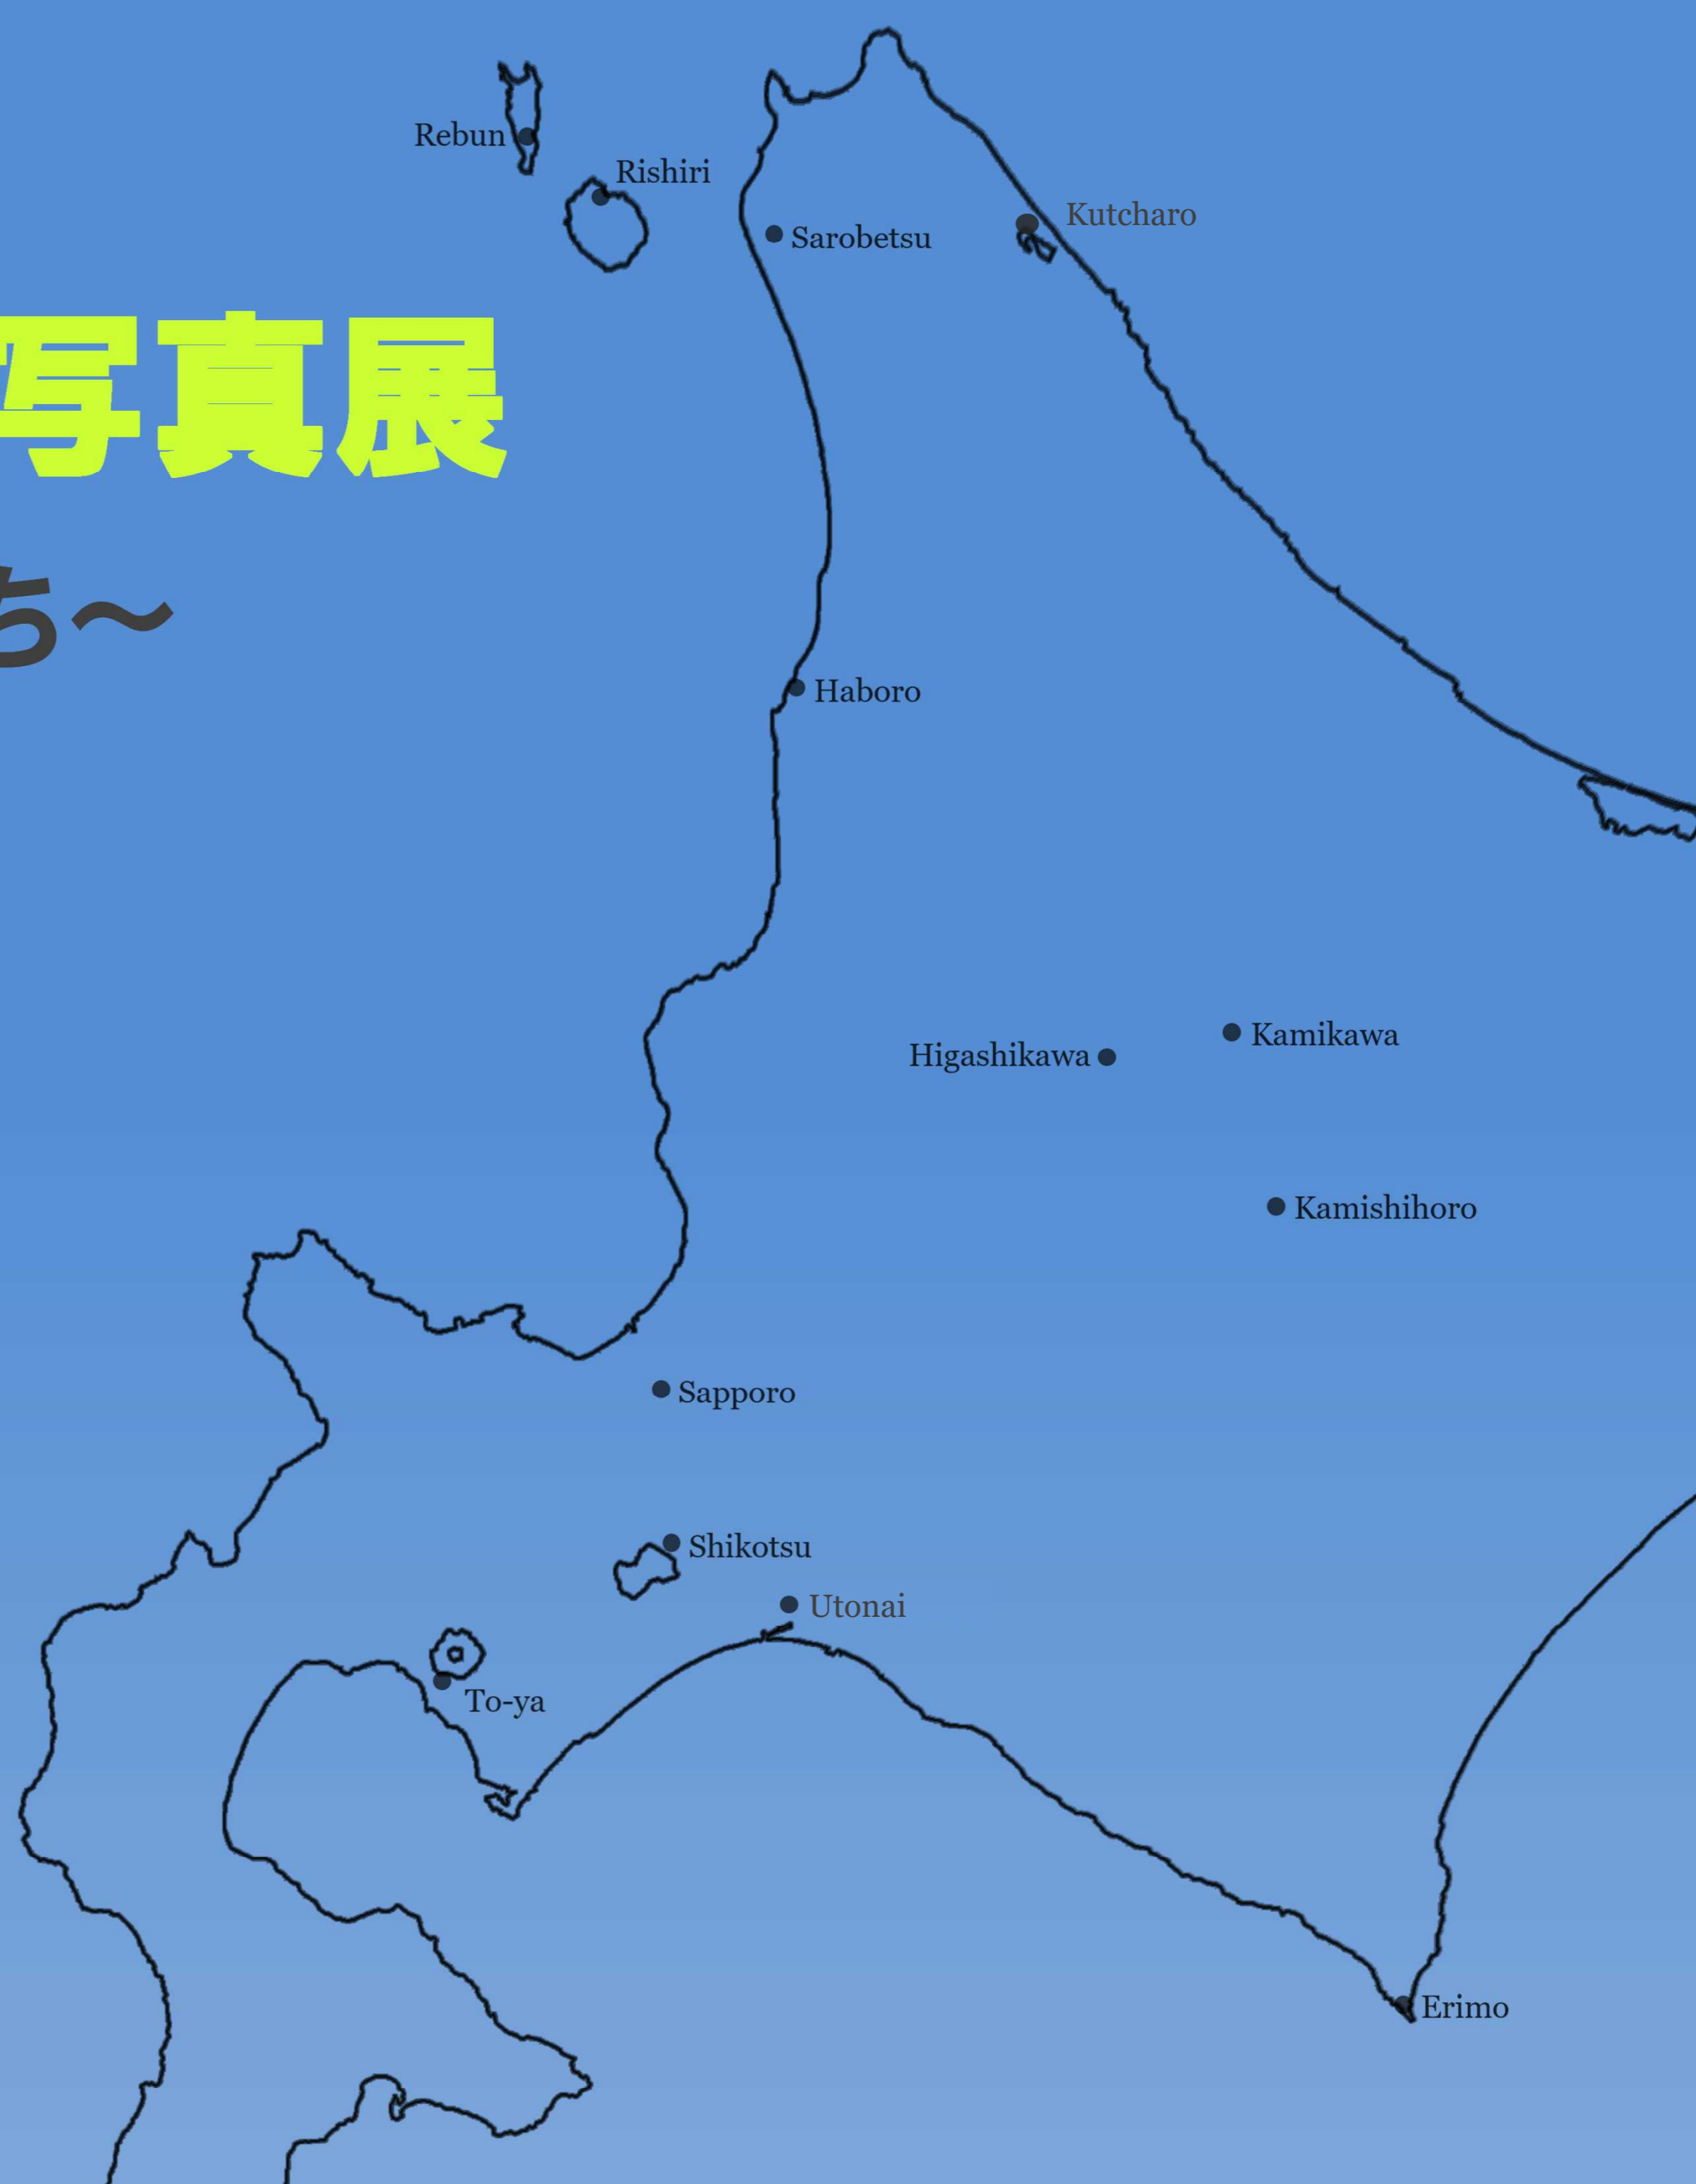 Rebun
Rishiri
Kutcharo
Sarobetsu
写真展
ち～
Haboro
Kamikawa
Higashikawa
Kamishihoro
Sapporo
Shikotsu
Utonai
To-ya
Erimo